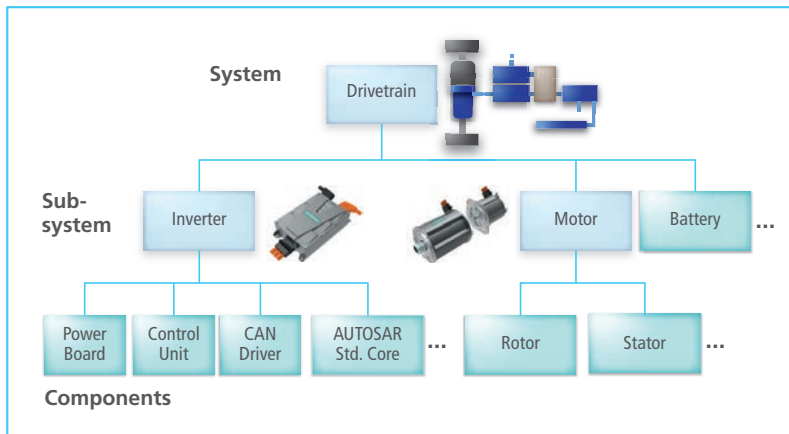 System
Drivetrain
Sub-
system
Inverter
Motor
Battery
...
Power
Board
Control
Unit
CAN
Driver
AUTOSAR
Std. Core
...
Rotor
Stator
...
Components